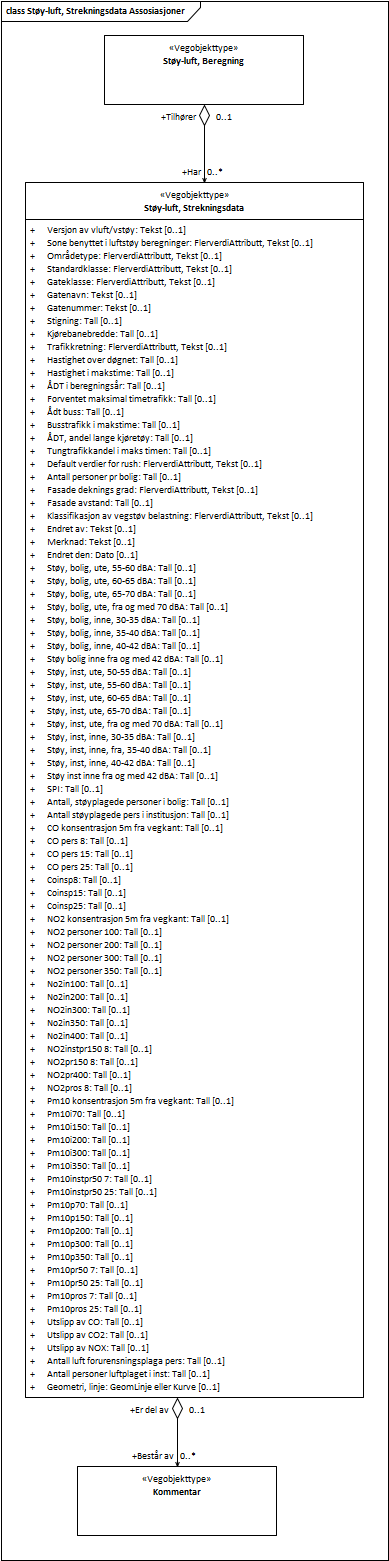 class Støy-luft, Strekningsdata Assosiasjoner
«Vegobjekttype»
Støy-luft, Beregning
+Tilhører 0..1
+Har 0..*
«Vegobjekttype»
Støy-luft, Strekningsdata
+ Versjon av vluft/vstøy: Tekst [0..1]
+ Sone benyttet i luftstøy beregninger: FlerverdiAttributt, Tekst [0..1]
+ Områdetype: FlerverdiAttributt, Tekst [0..1]
+ Standardklasse: FlerverdiAttributt, Tekst [0..1]
+ Gateklasse: FlerverdiAttributt, Tekst [0..1]
+ Gatenavn: Tekst [0..1]
+ Gatenummer: Tekst [0..1]
+ Stigning: Tall [0..1]
+ Kjørebanebredde: Tall [0..1]
+ Trafikkretning: FlerverdiAttributt, Tekst [0..1]
+ Hastighet over døgnet: Tall [0..1]
+ Hastighet i makstime: Tall [0..1]
+ ÅDT i beregningsår: Tall [0..1]
+ Forventet maksimal timetrafikk: Tall [0..1]
+ Ådt buss: Tall [0..1]
+ Busstrafikk i makstime: Tall [0..1]
+ ÅDT, andel lange kjøretøy: Tall [0..1]
+ Tungtrafikkandel i maks timen: Tall [0..1]
+ Default verdier for rush: FlerverdiAttributt, Tekst [0..1]
+ Antall personer pr bolig: Tall [0..1]
+ Fasade deknings grad: FlerverdiAttributt, Tekst [0..1]
+ Fasade avstand: Tall [0..1]
+ Klassifikasjon av vegstøv belastning: FlerverdiAttributt, Tekst [0..1]
+ Endret av: Tekst [0..1]
+ Merknad: Tekst [0..1]
+ Endret den: Dato [0..1]
+ Støy, bolig, ute, 55-60 dBA: Tall [0..1]
+ Støy, bolig, ute, 60-65 dBA: Tall [0..1]
+ Støy, bolig, ute, 65-70 dBA: Tall [0..1]
+ Støy, bolig, ute, fra og med 70 dBA: Tall [0..1]
+ Støy, bolig, inne, 30-35 dBA: Tall [0..1]
+ Støy, bolig, inne, 35-40 dBA: Tall [0..1]
+ Støy, bolig, inne, 40-42 dBA: Tall [0..1]
+ Støy bolig inne fra og med 42 dBA: Tall [0..1]
+ Støy, inst, ute, 50-55 dBA: Tall [0..1]
+ Støy, inst, ute, 55-60 dBA: Tall [0..1]
+ Støy, inst, ute, 60-65 dBA: Tall [0..1]
+ Støy, inst, ute, 65-70 dBA: Tall [0..1]
+ Støy, inst, ute, fra og med 70 dBA: Tall [0..1]
+ Støy, inst, inne, 30-35 dBA: Tall [0..1]
+ Støy, inst, inne, fra, 35-40 dBA: Tall [0..1]
+ Støy, inst, inne, 40-42 dBA: Tall [0..1]
+ Støy inst inne fra og med 42 dBA: Tall [0..1]
+ SPI: Tall [0..1]
+ Antall, støyplagede personer i bolig: Tall [0..1]
+ Antall støyplagede pers i institusjon: Tall [0..1]
+ CO konsentrasjon 5m fra vegkant: Tall [0..1]
+ CO pers 8: Tall [0..1]
+ CO pers 15: Tall [0..1]
+ CO pers 25: Tall [0..1]
+ Coinsp8: Tall [0..1]
+ Coinsp15: Tall [0..1]
+ Coinsp25: Tall [0..1]
+ NO2 konsentrasjon 5m fra vegkant: Tall [0..1]
+ NO2 personer 100: Tall [0..1]
+ NO2 personer 200: Tall [0..1]
+ NO2 personer 300: Tall [0..1]
+ NO2 personer 350: Tall [0..1]
+ No2in100: Tall [0..1]
+ No2in200: Tall [0..1]
+ NO2in300: Tall [0..1]
+ No2in350: Tall [0..1]
+ No2in400: Tall [0..1]
+ NO2instpr150 8: Tall [0..1]
+ NO2pr150 8: Tall [0..1]
+ NO2pr400: Tall [0..1]
+ NO2pros 8: Tall [0..1]
+ Pm10 konsentrasjon 5m fra vegkant: Tall [0..1]
+ Pm10i70: Tall [0..1]
+ Pm10i150: Tall [0..1]
+ Pm10i200: Tall [0..1]
+ Pm10i300: Tall [0..1]
+ Pm10i350: Tall [0..1]
+ Pm10instpr50 7: Tall [0..1]
+ Pm10instpr50 25: Tall [0..1]
+ Pm10p70: Tall [0..1]
+ Pm10p150: Tall [0..1]
+ Pm10p200: Tall [0..1]
+ Pm10p300: Tall [0..1]
+ Pm10p350: Tall [0..1]
+ Pm10pr50 7: Tall [0..1]
+ Pm10pr50 25: Tall [0..1]
+ Pm10pros 7: Tall [0..1]
+ Pm10pros 25: Tall [0..1]
+ Utslipp av CO: Tall [0..1]
+ Utslipp av CO2: Tall [0..1]
+ Utslipp av NOX: Tall [0..1]
+ Antall luft forurensningsplaga pers: Tall [0..1]
+ Antall personer luftplaget i inst: Tall [0..1]
+ Geometri, linje: GeomLinje eller Kurve [0..1]
+Er del av 0..1
+Består av 0..*
«Vegobjekttype»
Kommentar